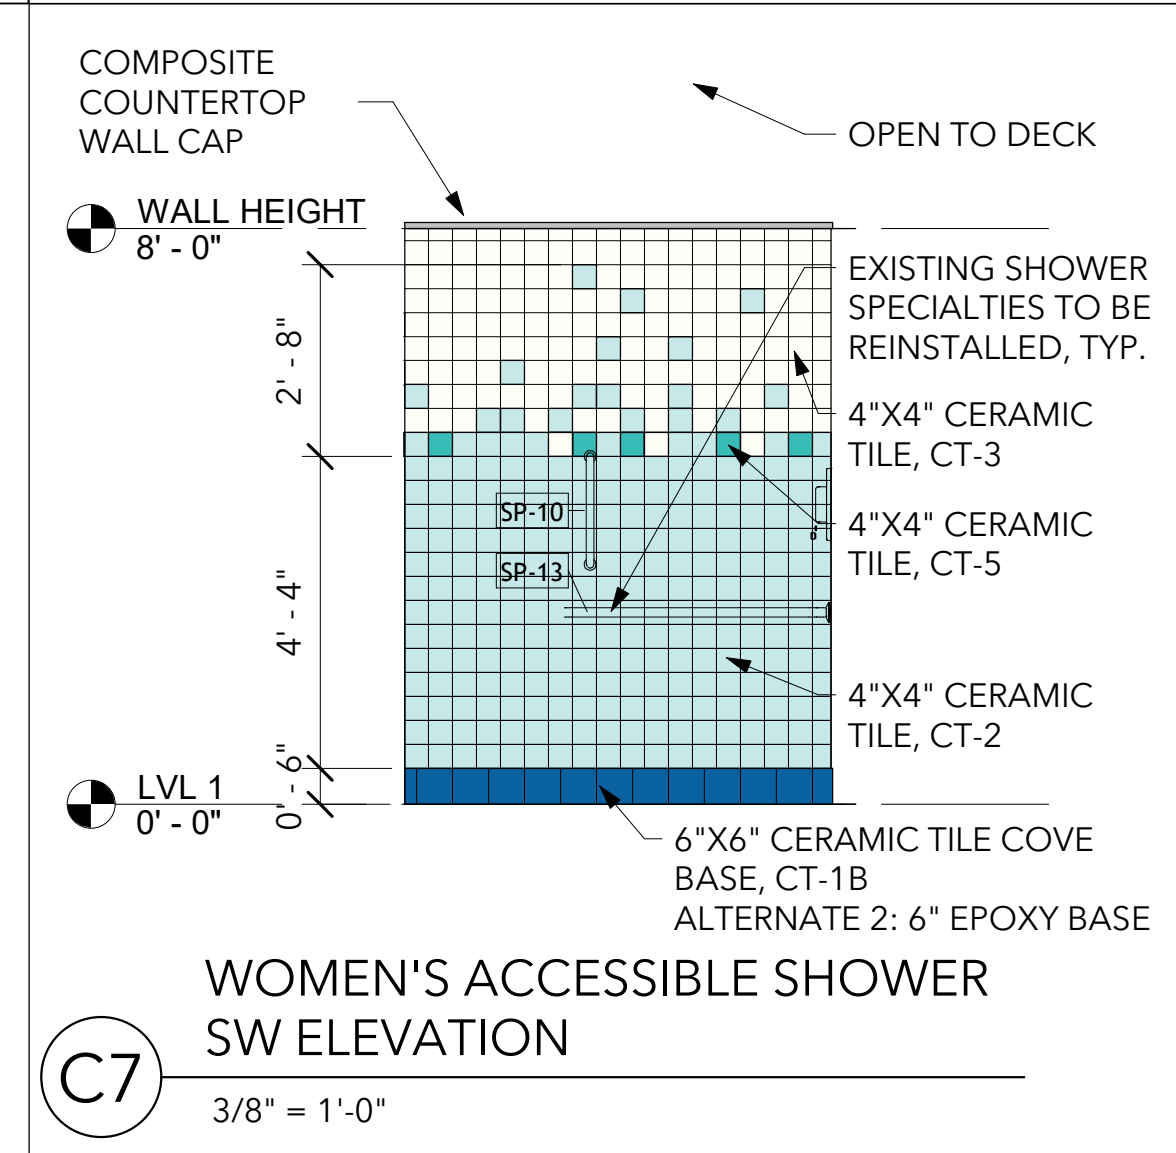 COMPOSITE
COUNTERTOP
WALL CAP
OPEN TO DECK
WALL HEIGHT
8' - 0"
EXISTING SHOWER
SPECIALTIES TO BE
REINSTALLED, TYP.
2' - 8"
4"X4" CERAMIC
TILE, CT-3
SP-10
4"X4" CERAMIC
TILE, CT-5
SP-13
4' - 4"
4"X4" CERAMIC
TILE, CT-2
0' - 6"
LVL 1
0' - 0"
6"X6" CERAMIC TILE COVE
BASE, CT-1B
ALTERNATE 2: 6" EPOXY BASE
WOMEN'S ACCESSIBLE SHOWER
SW ELEVATION
C7
3/8" = 1'-0"